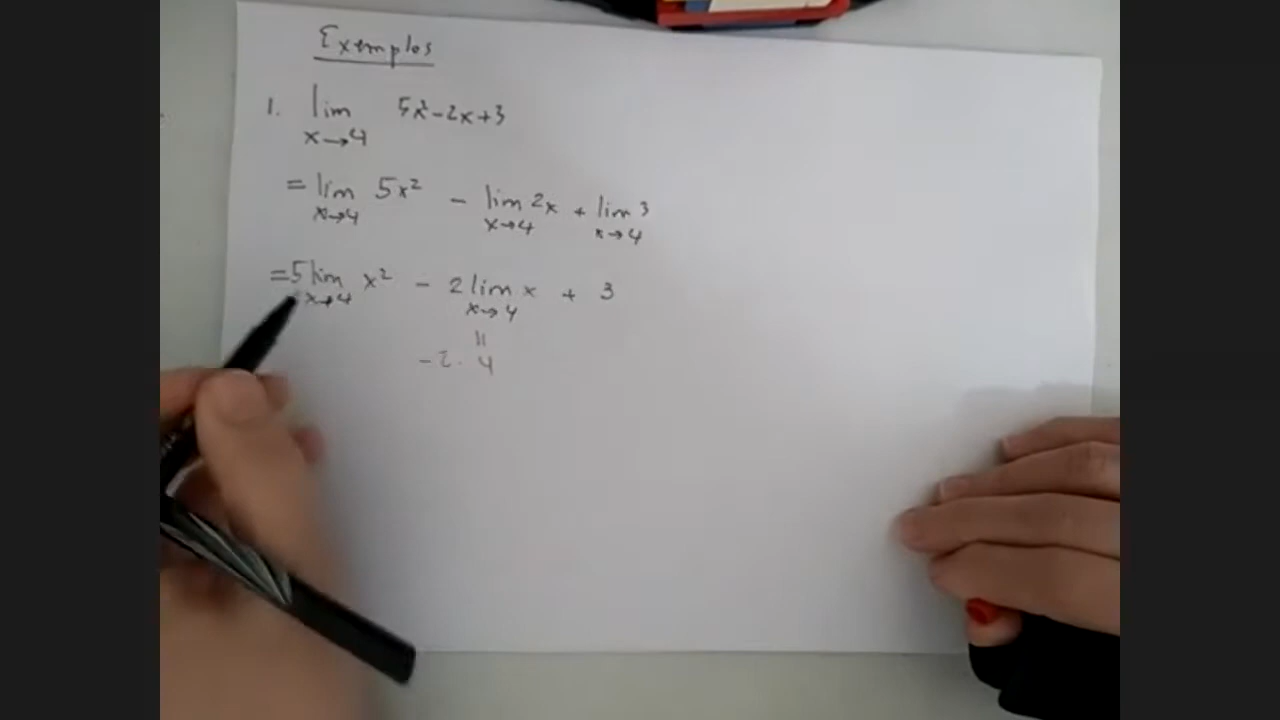 Exemplos
1. lim 5x²-2x+3
x→4
= lim 5x² - lim 2x + lim 3
x→4 x→4 x→4
= 5 lim x² - 2 lim x + 3
x→4 x→4
=
-2. 4